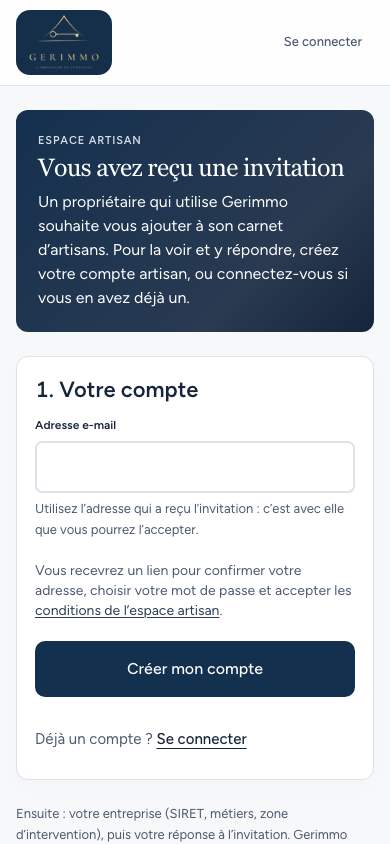 GERIMMO
Se connecter
ESPACE ARTISAN
Vous avez reçu une invitation
Un propriétaire qui utilise Gerimmo
souhaite vous ajouter à son carnet
d’artisans. Pour la voir et y répondre, créez
votre compte artisan, ou connectez-vous si
vous en avez déjà un.
1. Votre compte
Adresse e-mail
Utilisez l’adresse qui a reçu l’invitation : c’est avec elle
que vous pourrez l’accepter.
Vous recevrez un lien pour confirmer votre
adresse, choisir votre mot de passe et accepter les
conditions de l’espace artisan.
Créer mon compte
Déjà un compte ? Se connecter
Ensuite : votre entreprise (SIRET, métiers, zone
d’intervention), puis votre réponse à l’invitation. Gerimmo